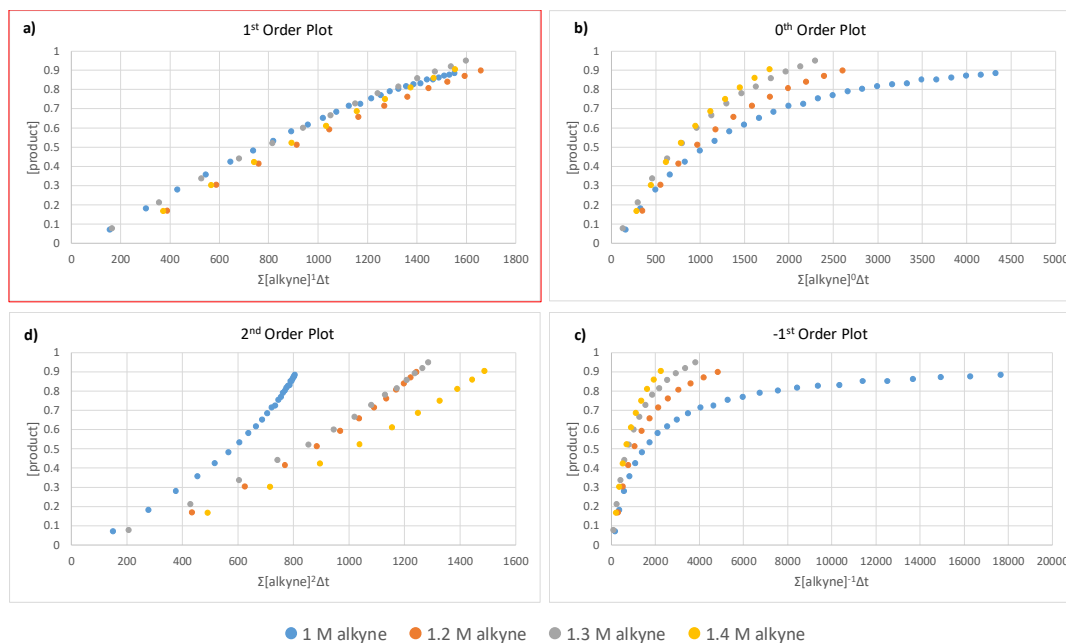 a)
1st Order Plot
[product]
1
0.9
0.8
0.7
0.6
0.5
0.4
0.3
0.2
0.1
0
0 200 400 600 800 1000 1200 1400 1600 1800
Σ[alkyne]¹Δt
b)
0th Order Plot
[product]
1
0.9
0.8
0.7
0.6
0.5
0.4
0.3
0.2
0.1
0
0 500 1000 1500 2000 2500 3000 3500 4000 4500 5000
Σ[alkyne]⁰Δt
d)
2nd Order Plot
[product]
1
0.9
0.8
0.7
0.6
0.5
0.4
0.3
0.2
0.1
0
0 200 400 600 800 1000 1200 1400 1600
Σ[alkyne]²Δt
c)
-1st Order Plot
[product]
1
0.9
0.8
0.7
0.6
0.5
0.4
0.3
0.2
0.1
0
0 2000 4000 6000 8000 10000 12000 14000 16000 18000 20000
Σ[alkyne]⁻¹Δt
1 M alkyne 1.2 M alkyne 1.3 M alkyne 1.4 M alkyne